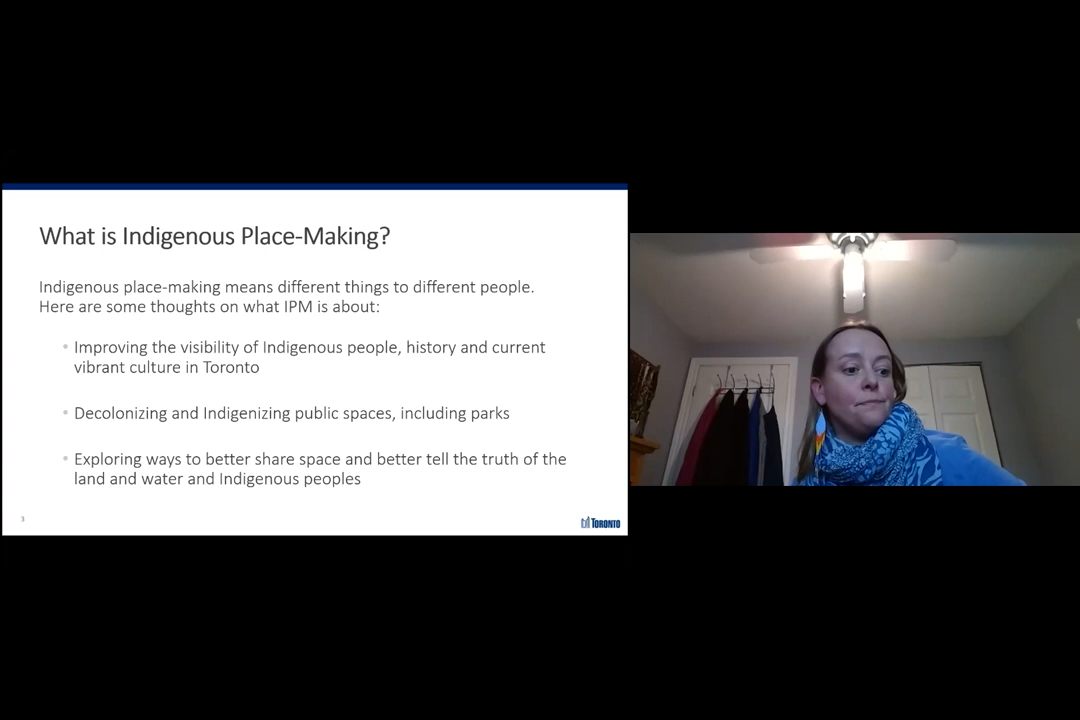 What is Indigenous Place-Making?
Indigenous place-making means different things to different people.
Here are some thoughts on what IPM is about:
• Improving the visibility of Indigenous people, history and current
vibrant culture in Toronto
• Decolonizing and Indigenizing public spaces, including parks
• Exploring ways to better share space and better tell the truth of the
land and water and Indigenous peoples
3
TORONTO